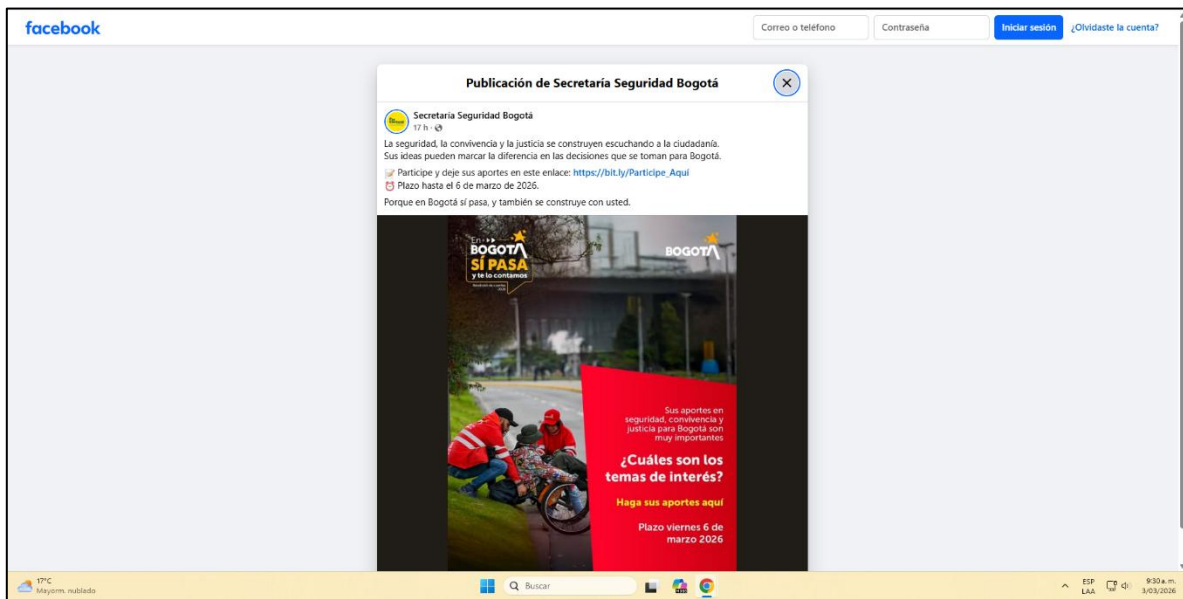 facebook
Correo o teléfono
Contraseña
Iniciar sesión
¿Olvidaste la cuenta?
Publicación de Secretaría Seguridad Bogotá
Secretaría Seguridad Bogotá
17 h
La seguridad, la convivencia y la justicia se construyen escuchando a la ciudadanía.
Sus ideas pueden marcar la diferencia en las decisiones que se toman para Bogotá.
Participe y deje sus aportes en este enlace: https://bit.ly/Participe_Aquí
Plazo hasta el 6 de marzo de 2026.
Porque en Bogotá sí pasa, y también se construye con usted.
En
BOGOTÁ
SÍ PASA
y te lo contamos
BOGOTÁ
Sus aportes en
seguridad, convivencia y
justicia para Bogotá son
muy importantes
¿Cuáles son los
temas de interés?
Haga sus aportes aquí
Plazo viernes 6 de
marzo 2026
17°C
Mayorm. nublado
Buscar
ESP
LAA
9:30 a. m.
3/03/2026